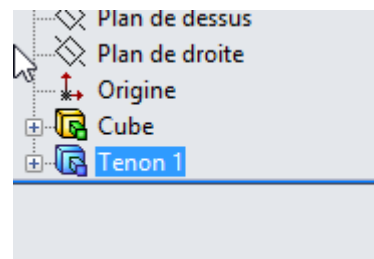 Plan de dessus
Plan de droite
Origine
Cube
Tenon 1